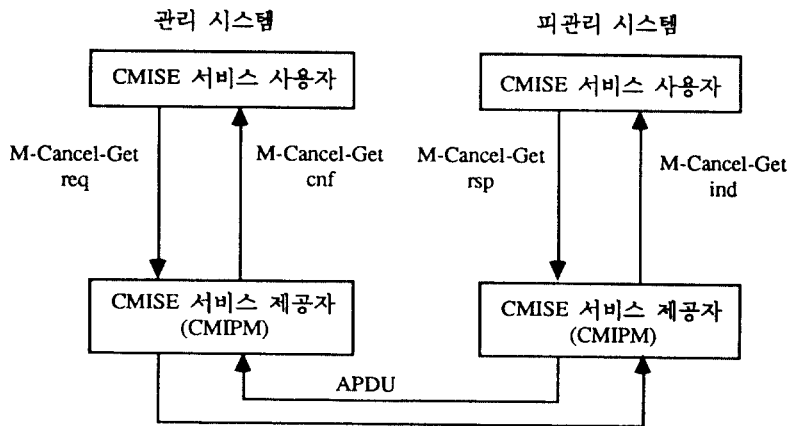 관리 시스템
피관리 시스템
CMISE 서비스 사용자
CMISE 서비스 사용자
M-Cancel-Get
req
M-Cancel-Get
cnf
M-Cancel-Get
rsp
M-Cancel-Get
ind
CMISE 서비스 제공자
(CMIPM)
CMISE 서비스 제공자
(CMIPM)
APDU